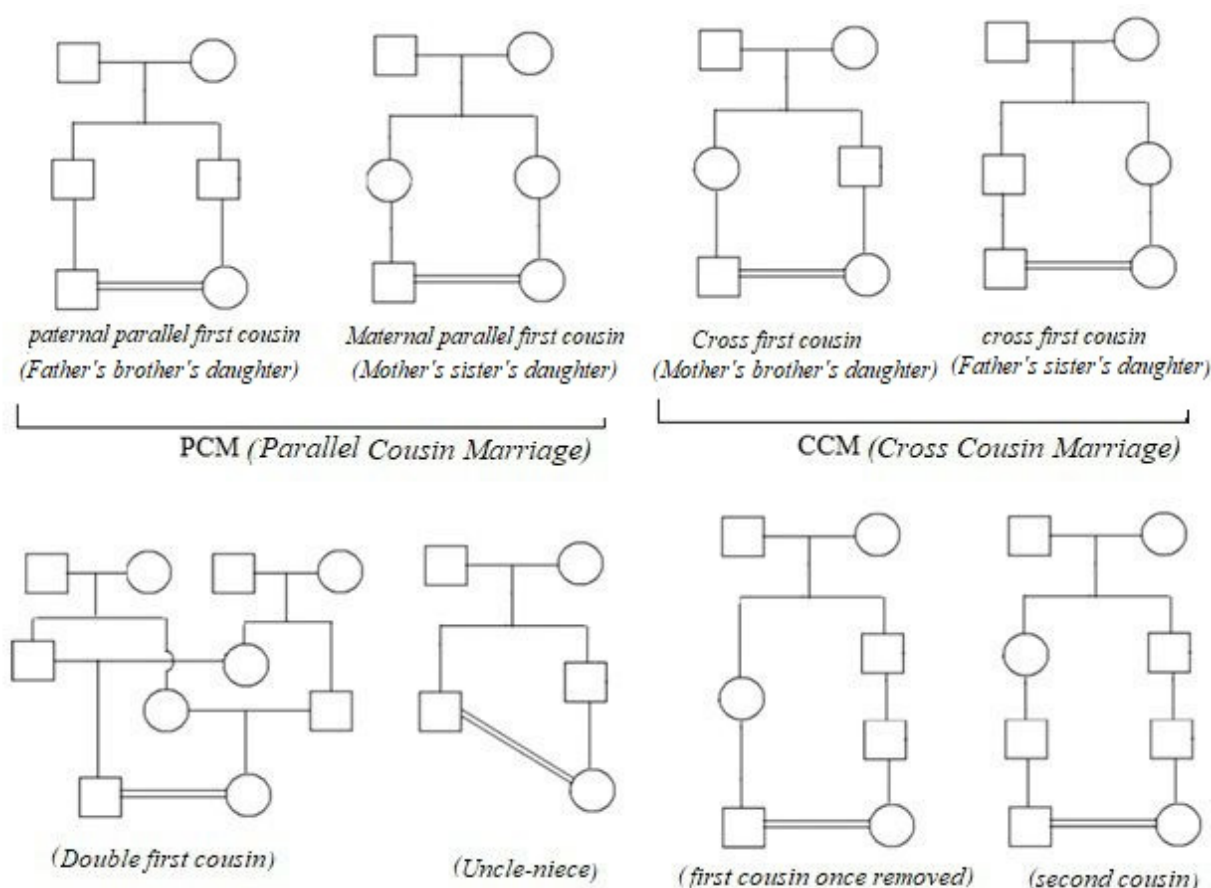 paternal parallel first cousin
(Father's brother's daughter)
Maternal parallel first cousin
(Mother's sister's daughter)
Cross first cousin
(Mother's brother's daughter)
cross first cousin
(Father's sister's daughter)
PCM (Parallel Cousin Marriage)
CCM (Cross Cousin Marriage)
(Double first cousin)
(Uncle-niece)
(first cousin once removed)
(second cousin)